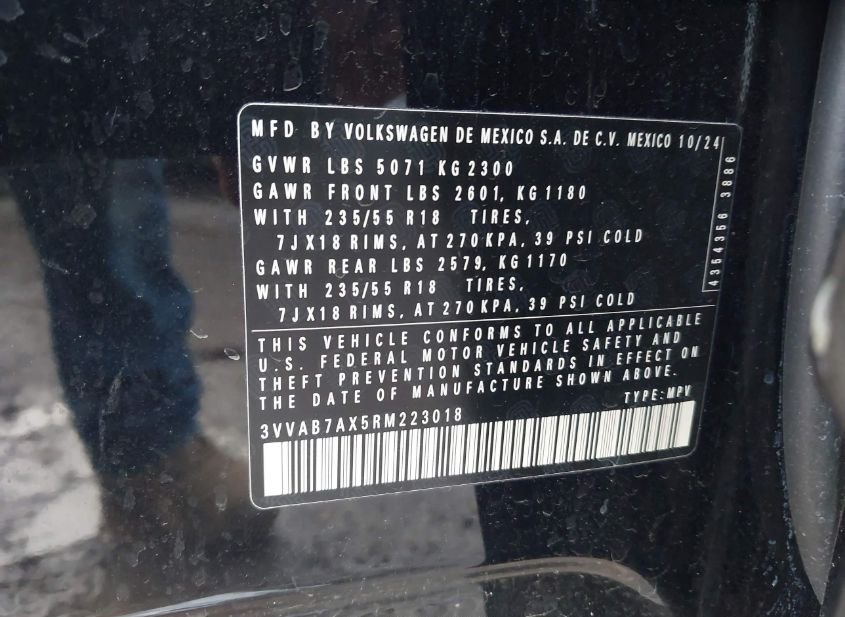 MFD BY VOLKSWAGEN DE MEXICO S.A. DE C.V. MEXICO 10/24
GVWR LBS 5071 KG 2300
GAWR FRONT LBS 2601, KG 1180
WITH 235/55 R18 TIRES,
7JX18 RIMS, AT 270 KPA, 39 PSI COLD
GAWR REAR LBS 2579, KG 1170
WITH 235/55 R18 TIRES,
7JX18 RIMS, AT 270 KPA, 39 PSI COLD
4354356 3886
THIS VEHICLE CONFORMS TO ALL APPLICABLE
U.S. FEDERAL MOTOR VEHICLE SAFETY AND
THEFT PREVENTION STANDARDS IN EFFECT ON
THE DATE OF MANUFACTURE SHOWN ABOVE.
TYPE: MPV
3VVAB7AX5RM223018